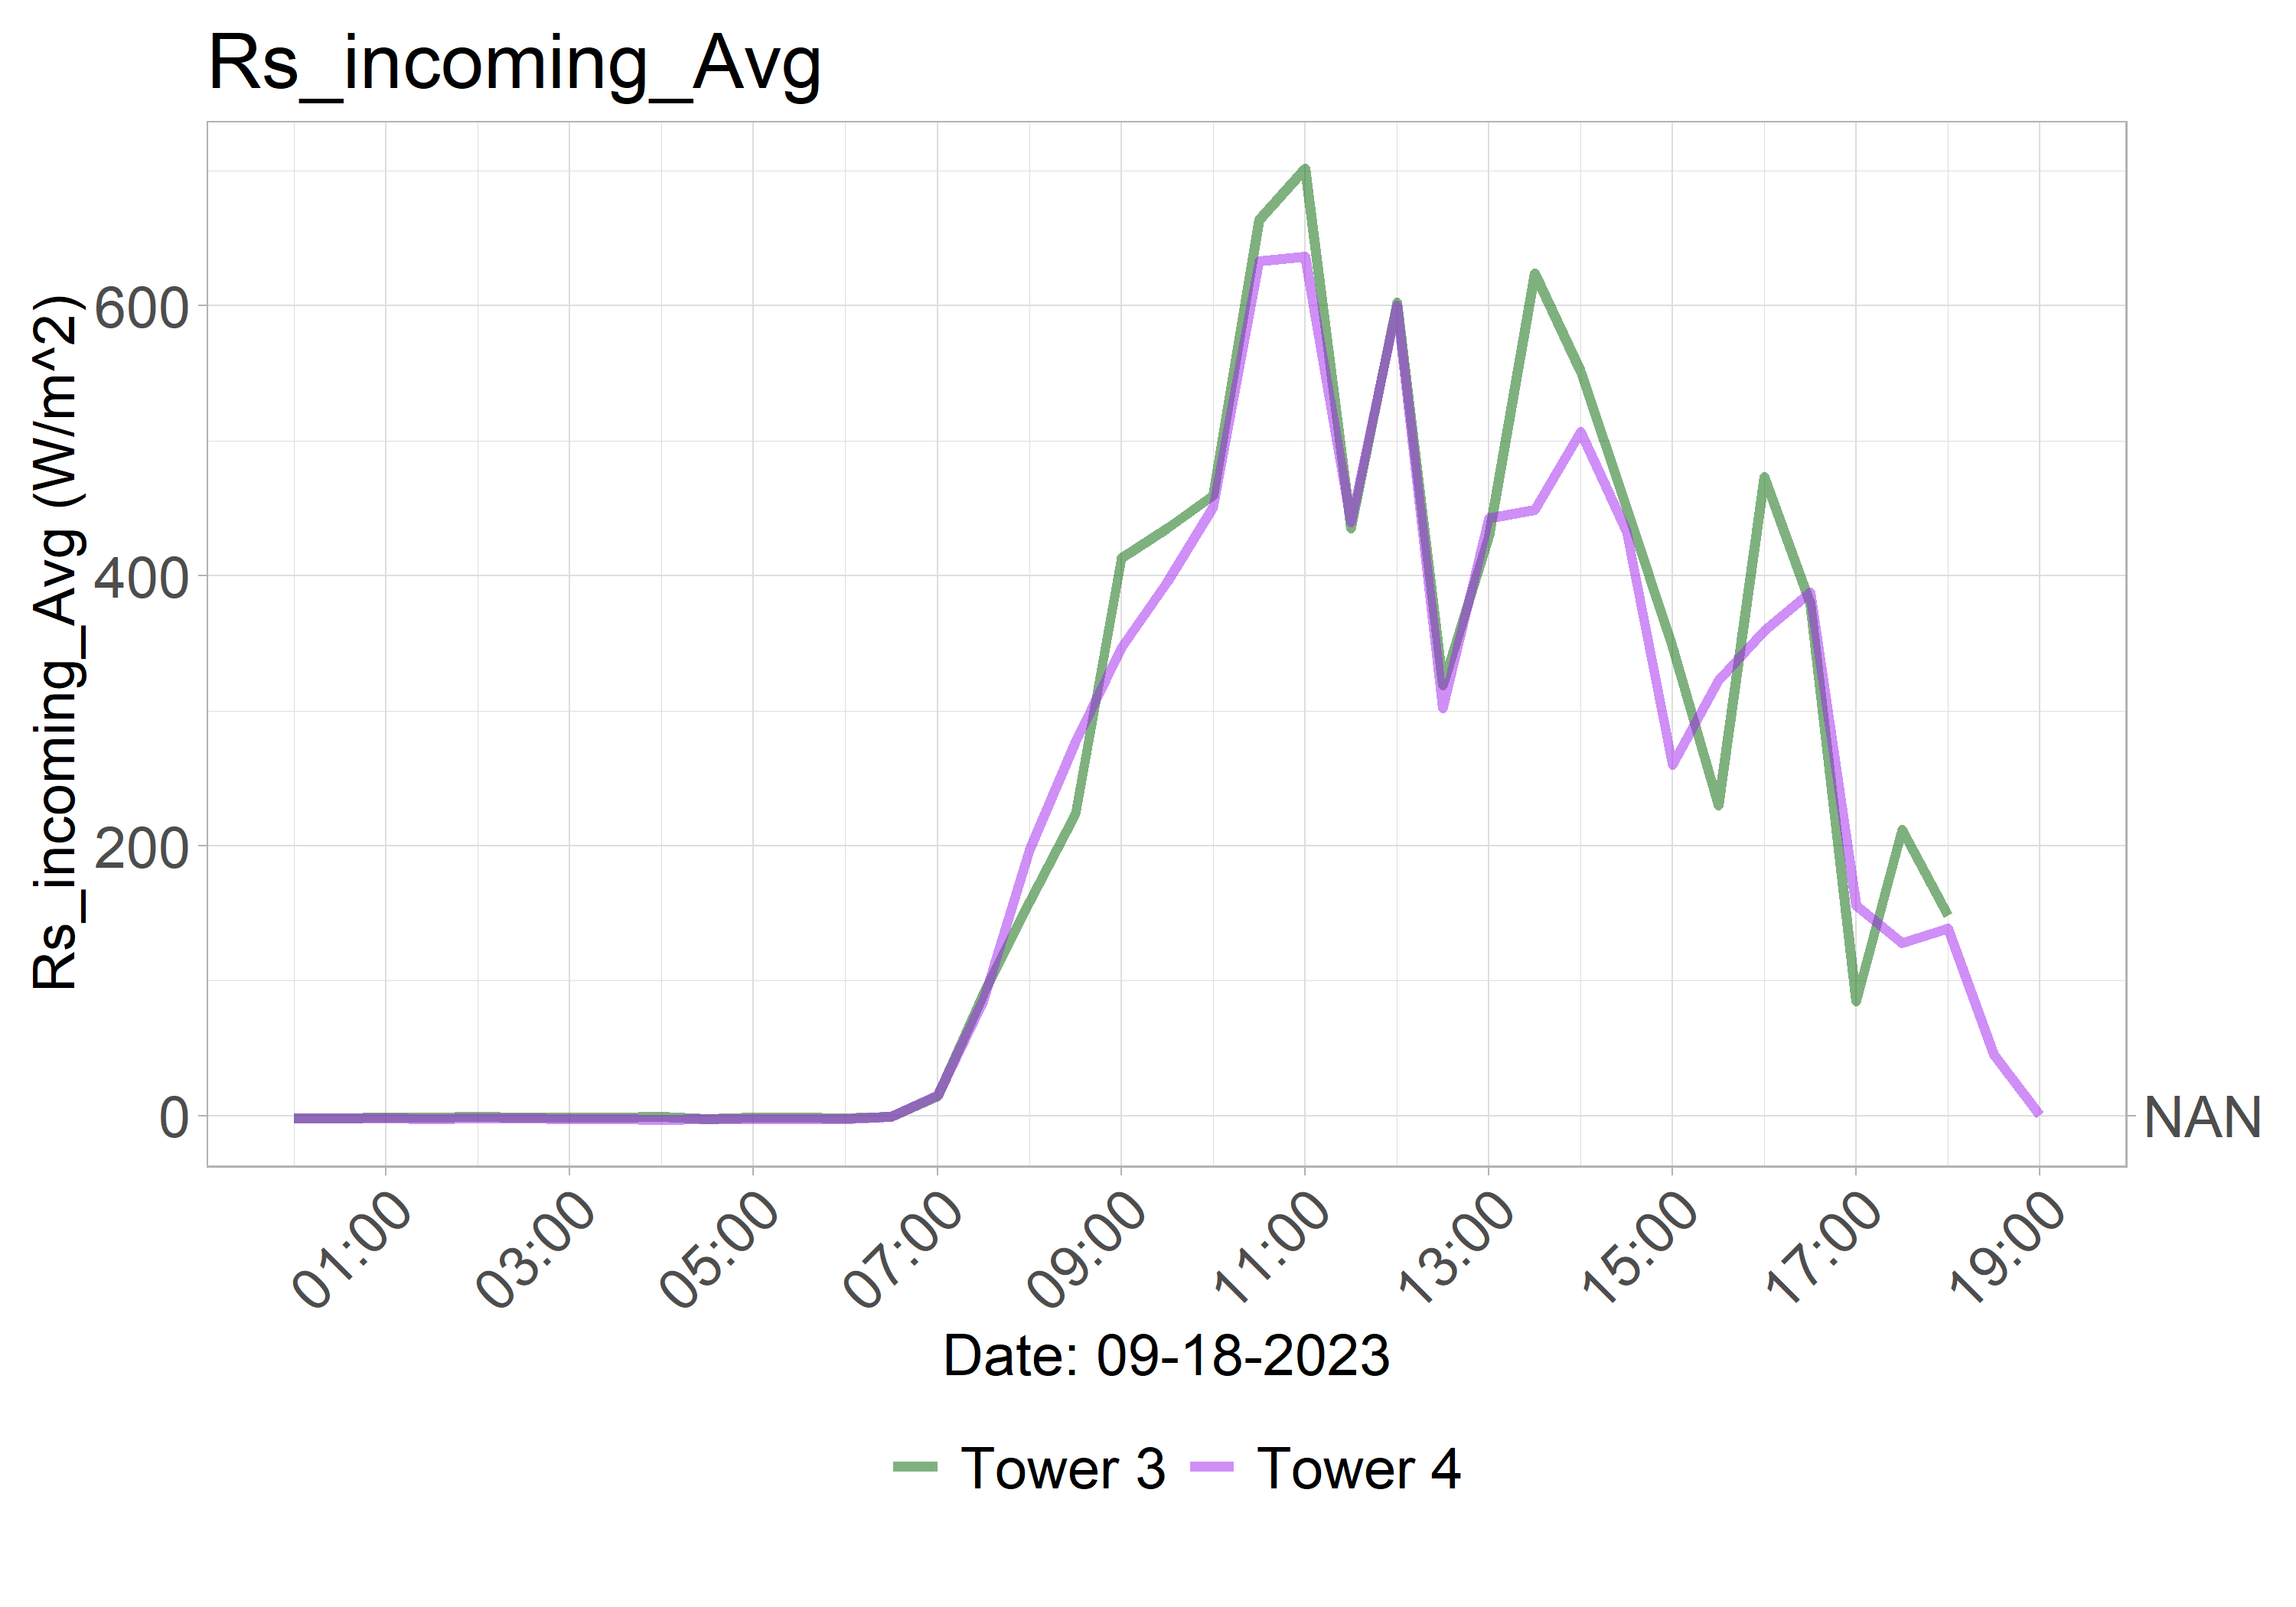 Rs_incoming_Avg
Rs_incoming_Avg (W/m^2)
600
400
200
0
NAN
01:00 03:00 05:00 07:00 09:00 11:00 13:00 15:00 17:00 19:00
Date: 09-18-2023
Tower 3 Tower 4